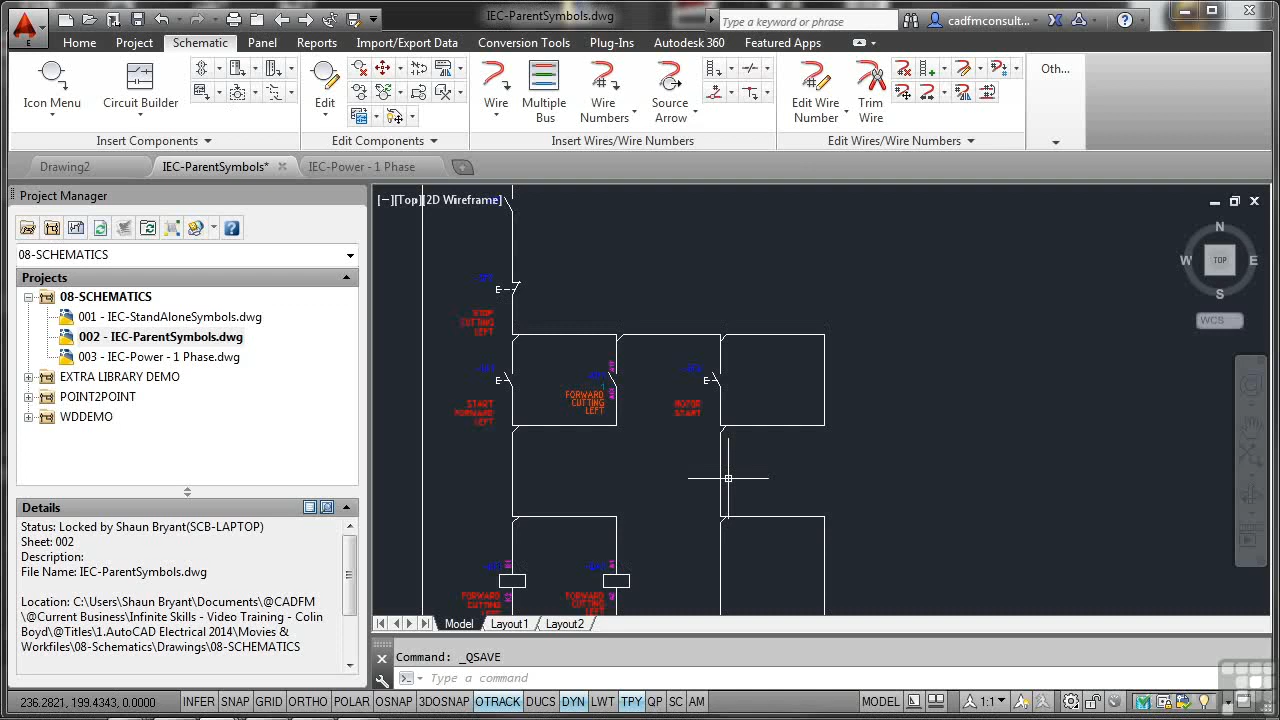 IEC-ParentSymbols.dwg
Type a keyword or phrase
cadfmconsult...
E
Home Project Schematic Panel Reports Import/Export Data Conversion Tools Plug-Ins Autodesk 360 Featured Apps
Icon Menu
Circuit Builder
Edit
Wire
Multiple Bus
Wire Numbers
Source Arrow
Edit Wire Number
Trim Wire
Oth...
Insert Components
Edit Components
Insert Wires/Wire Numbers
Edit Wires/Wire Numbers
Drawing2
IEC-ParentSymbols*
IEC-Power - 1 Phase
Project Manager
08-SCHEMATICS
Projects
08-SCHEMATICS
001 - IEC-StandAloneSymbols.dwg
002 - IEC-ParentSymbols.dwg
003 - IEC-Power - 1 Phase.dwg
EXTRA LIBRARY DEMO
POINT2POINT
WDDEMO
Details
Status: Locked by Shaun Bryant(SCB-LAPTOP)
Sheet: 002
Description:
File Name: IEC-ParentSymbols.dwg
Location: C:\Users\Shaun Bryant\Documents\@CADFM
\@Current Business\Infinite Skills - Video Training - Colin
Boyd\@Titles\1.AutoCAD Electrical 2014\Movies &
Workfiles\08-Schematics\Drawings\08-SCHEMATICS
[−][Top][2D Wireframe]
N
W TOP E
S
WCS
STOP
CUTTING
LEFT
START
FORWARD
LEFT
FORWARD
CUTTING
LEFT
MOTOR
START
FORWARD
CUTTING
FORWARD
CUTTING
Model Layout1 Layout2
Command: _QSAVE
Type a command
236.2821, 199.4343, 0.0000
INFER SNAP GRID ORTHO POLAR OSNAP 3DOSNAP OTRACK DUCS DYN LWT TPY QP SC AM
MODEL
1:1